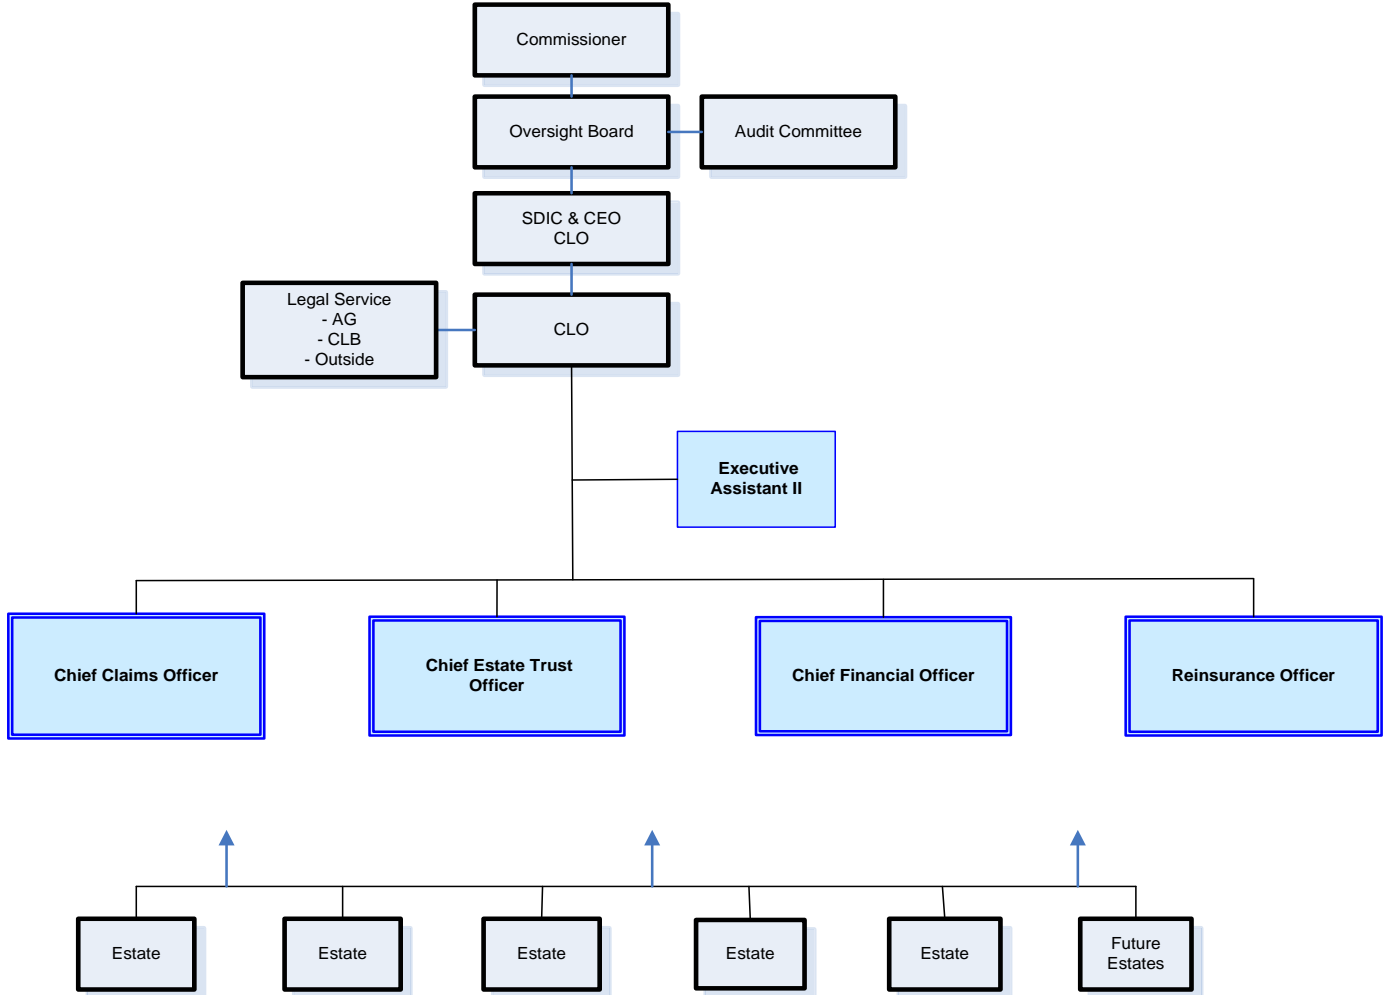 Commissioner
Oversight Board
Audit Committee
SDIC & CEO
CLO
Legal Service
- AG
- CLB
- Outside
CLO
Executive
Assistant II
Chief Claims Officer
Chief Estate Trust
Officer
Chief Financial Officer
Reinsurance Officer
Estate
Estate
Estate
Estate
Estate
Future
Estates